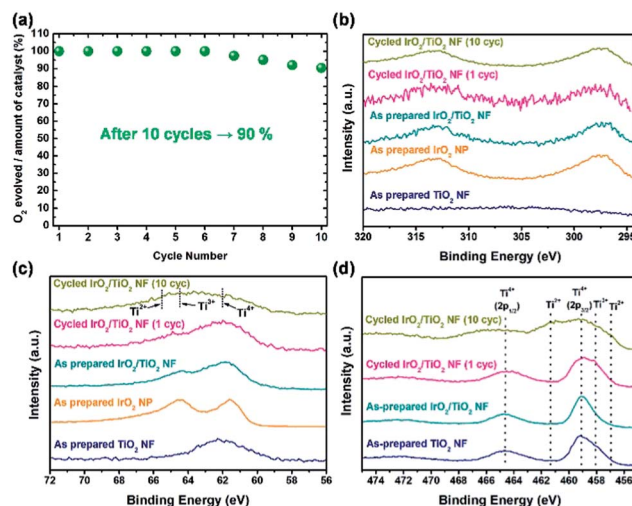 (a)
O₂ evolved / amount of catalyst (%)
110
100
90
80
70
60
50
40
30
20
10
0
After 10 cycles → 90 %
1 2 3 4 5 6 7 8 9 10
Cycle Number
(b)
Intensity (a.u.)
Cycled IrO₂/TiO₂ NF (10 cyc)
Cycled IrO₂/TiO₂ NF (1 cyc)
As prepared IrO₂/TiO₂ NF
As prepared IrO₂ NP
As prepared TiO₂ NF
320 315 310 305 300 295
Binding Energy (eV)
(c)
Intensity (a.u.)
Cycled IrO₂/TiO₂ NF (10 cyc)
Ti²⁺ Ti³⁺ Ti⁴⁺
Cycled IrO₂/TiO₂ NF (1 cyc)
As prepared IrO₂/TiO₂ NF
As prepared IrO₂ NP
As prepared TiO₂ NF
72 70 68 66 64 62 60 58 56
Binding Energy (eV)
(d)
Intensity (a.u.)
Ti⁴⁺ Ti⁴⁺
(2p₁/₂) Ti³⁺ (2p₃/₂) Ti³⁺ Ti²⁺
Cycled IrO₂/TiO₂ NF (10 cyc)
Cycled IrO₂/TiO₂ NF (1 cyc)
As-prepared IrO₂/TiO₂ NF
As-prepared TiO₂ NF
474 472 470 468 466 464 462 460 458 456
Binding Energy (eV)